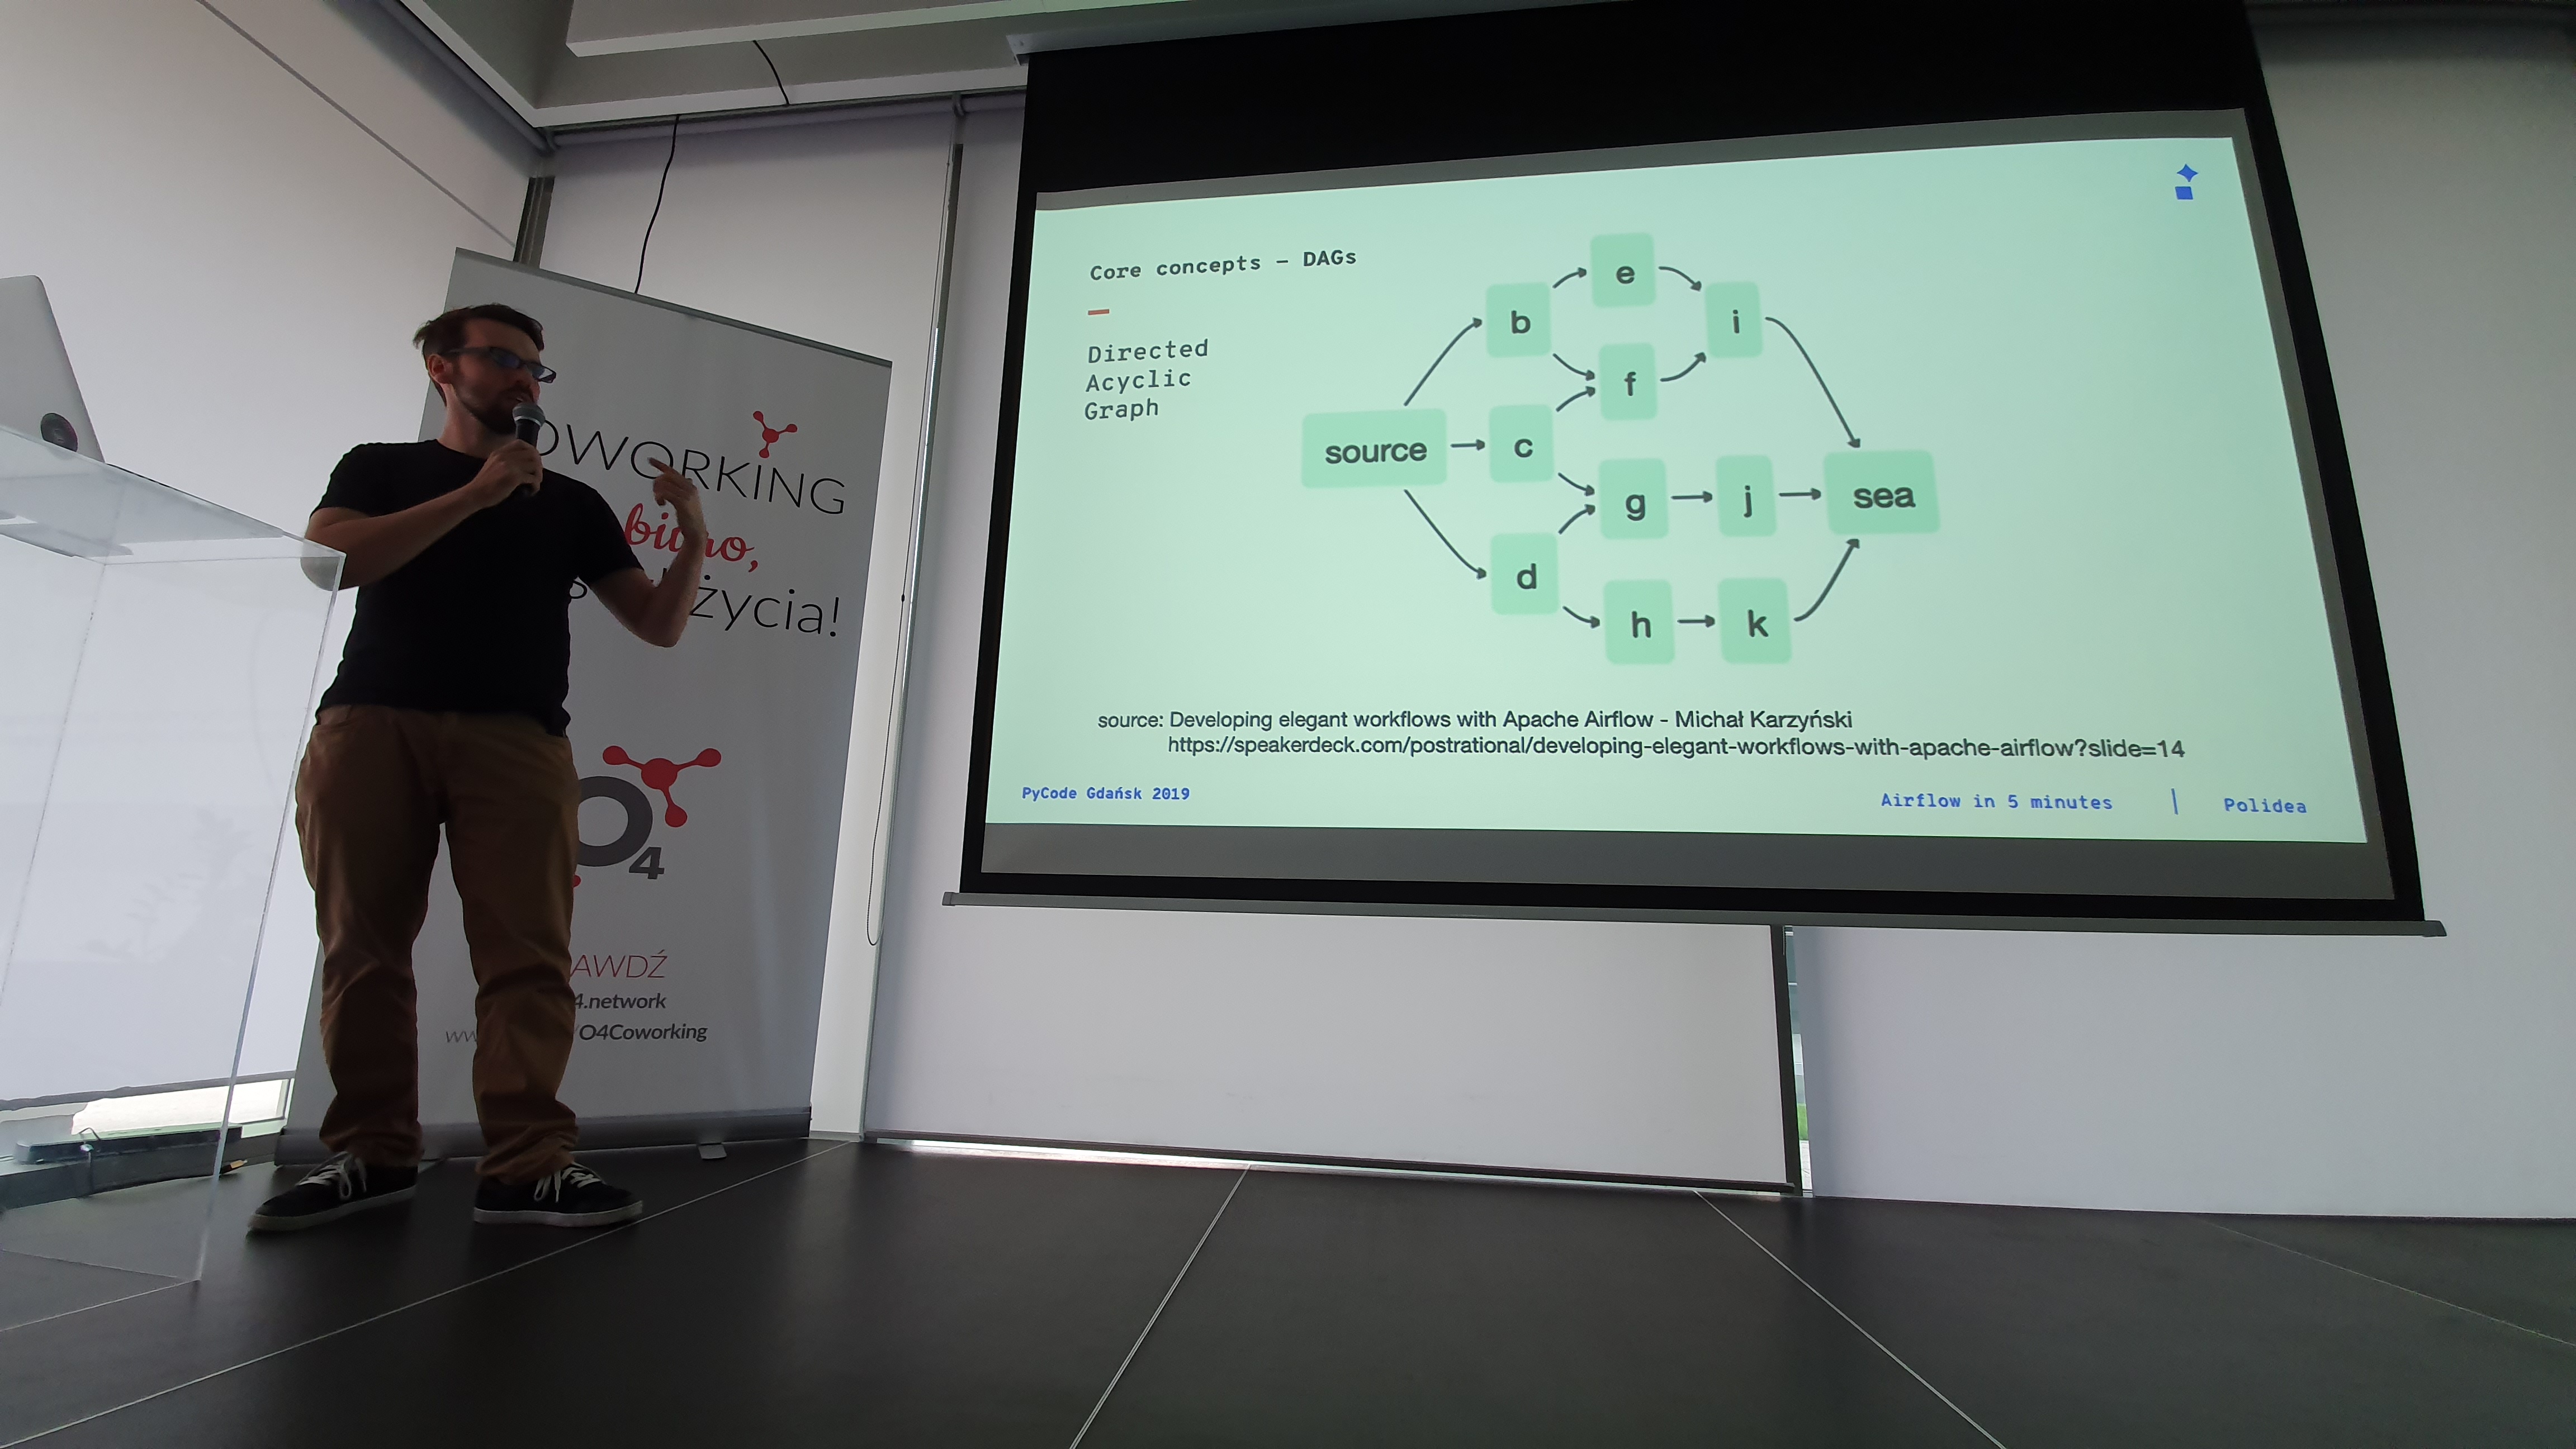 OWORKING
biuro,
życia!
O4
AWDŹ
4.network
/O4Coworking
Core concepts – DAGs
Directed
Acyclic
Graph
source
b
c
d
e
f
g
h
i
j
k
sea
source: Developing elegant workflows with Apache Airflow - Michał Karzyński
https://speakerdeck.com/postrational/developing-elegant-workflows-with-apache-airflow?slide=14
PyCode Gdańsk 2019
Airflow in 5 minutes | Polidea